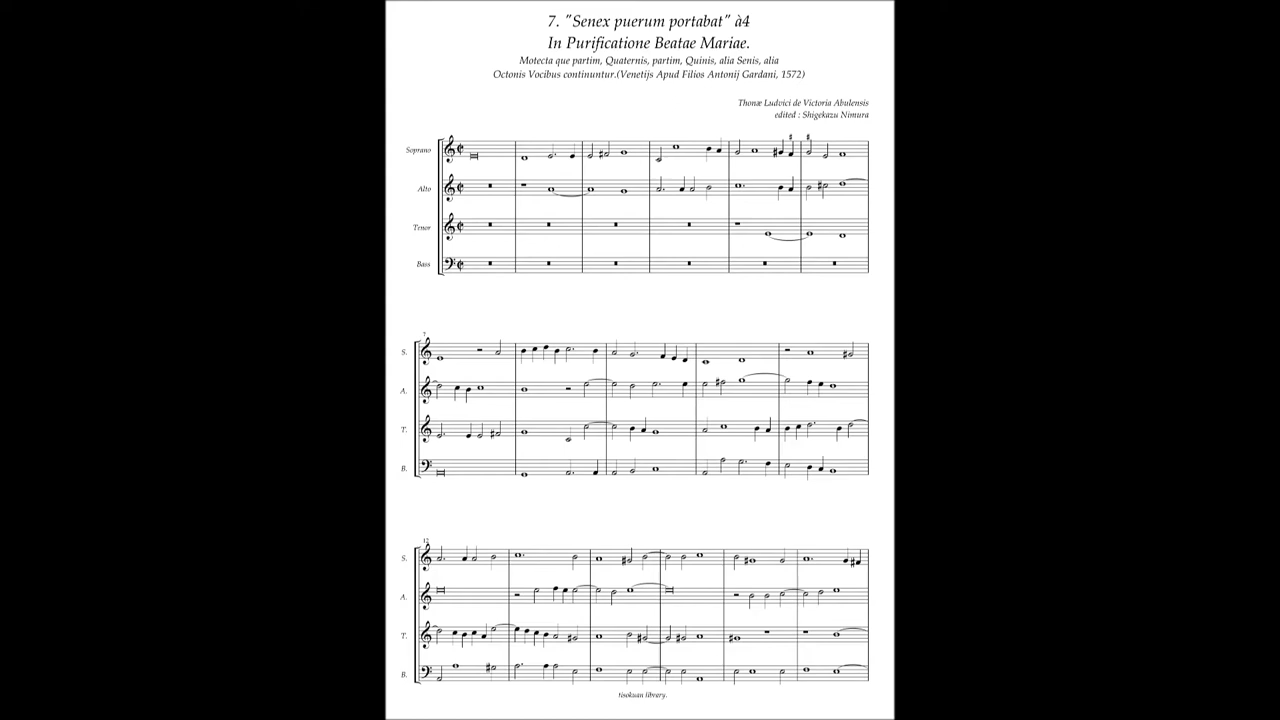 7. "Senex puerum portabat" à4
In Purificatione Beatae Mariae.
Motecta que partim, Quaternis, partim, Quinis, alia Senis, alia
Octonis Vocibus continuntur.(Venetijs Apud Filios Antonij Gardani, 1572)
Thomæ Ludvici de Victoria Abulensis
edited : Shigekazu Nimura
Soprano
Alto
Tenor
Bass
7
S.
A.
T.
B.
12
S.
A.
T.
B.
tisokuan library.